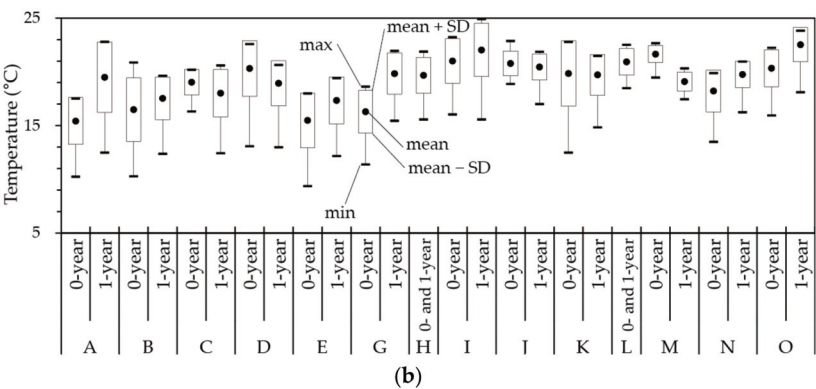 25
15
5
Temperature (°C)
max
mean + SD
mean
mean − SD
min
0-year
1-year
0-year
1-year
0-year
1-year
0-year
1-year
0-year
1-year
0-year
1-year
0- and 1-year
0-year
1-year
0-year
1-year
0-year
1-year
0- and 1-year
0-year
1-year
0-year
1-year
0-year
1-year
A B C D E G H I J K L M N O
(b)